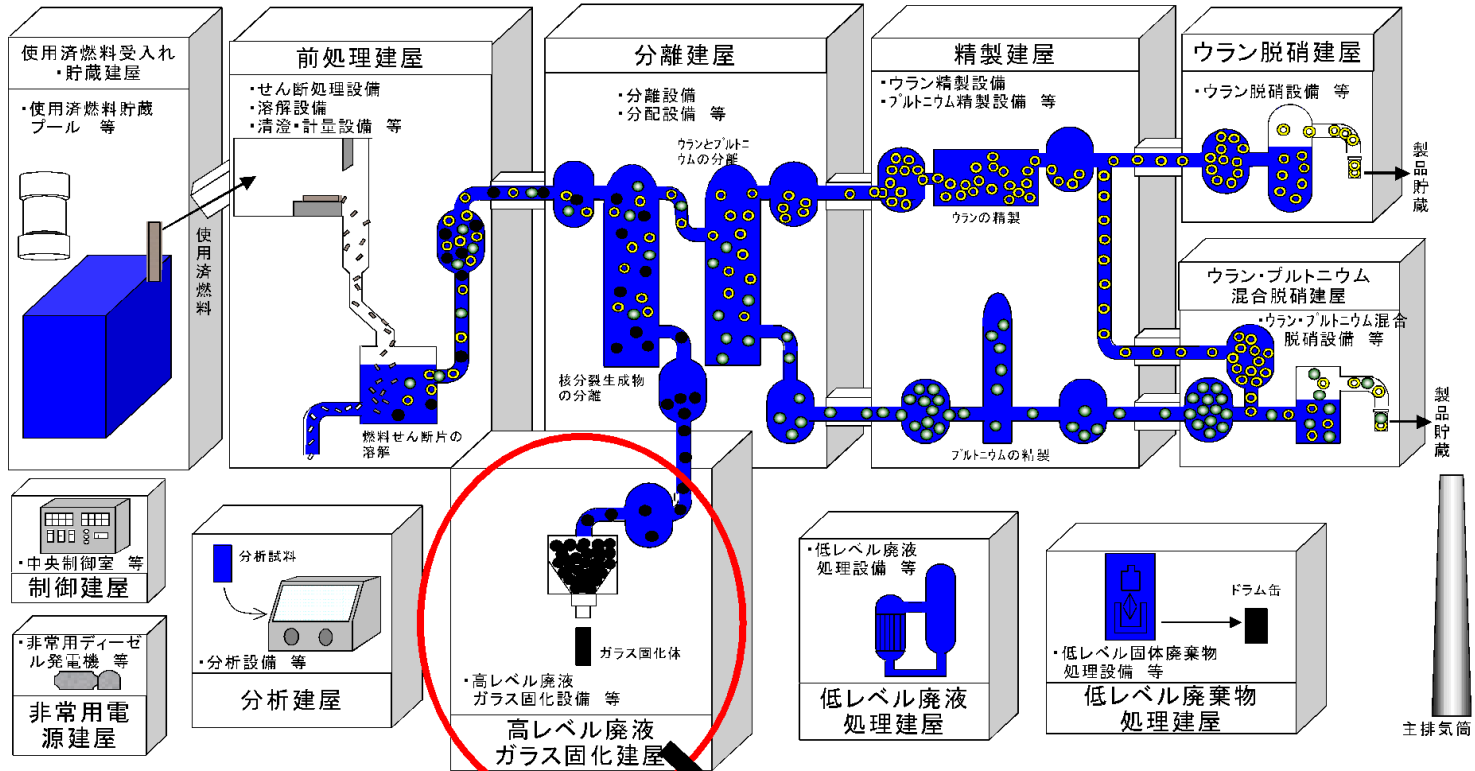 使用済燃料受入れ
・貯蔵建屋
・使用済燃料貯蔵
プール 等
使用済燃料
前処理建屋
・せん断処理設備
・溶解設備
・清澄・計量設備 等
燃料せん断片の
溶解
分離建屋
・分離設備
・分配設備 等
ウランとプルトニ
ウムの分離
核分裂生成物
の分離
精製建屋
・ウラン精製設備
・プルトニウム精製設備 等
ウランの精製
プルトニウムの精製
ウラン脱硝建屋
・ウラン脱硝設備 等
製品貯蔵
ウラン・プルトニウム
混合脱硝建屋
・ウラン・プルトニウム混合
脱硝設備 等
製品貯蔵
・中央制御室 等
制御建屋
・非常用ディーゼ
ル発電機 等
非常用電
源建屋
分析試料
・分析設備 等
分析建屋
ガラス固化体
・高レベル廃液
ガラス固化設備 等
高レベル廃液
ガラス固化建屋
・低レベル廃液
処理設備 等
低レベル廃液
処理建屋
ドラム缶
・低レベル固体廃棄物
処理設備 等
低レベル廃棄物
処理建屋
主排気筒